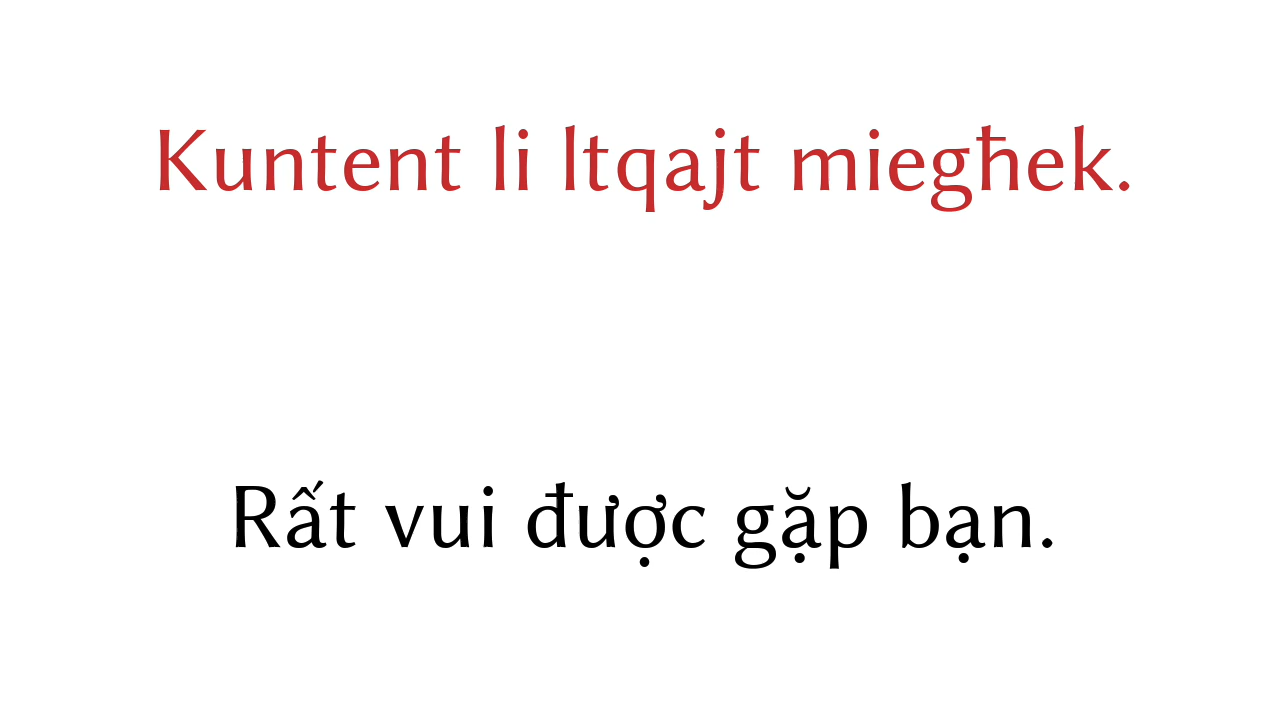 Kuntent li ltqajt miegħek.
Rất vui được gặp bạn.